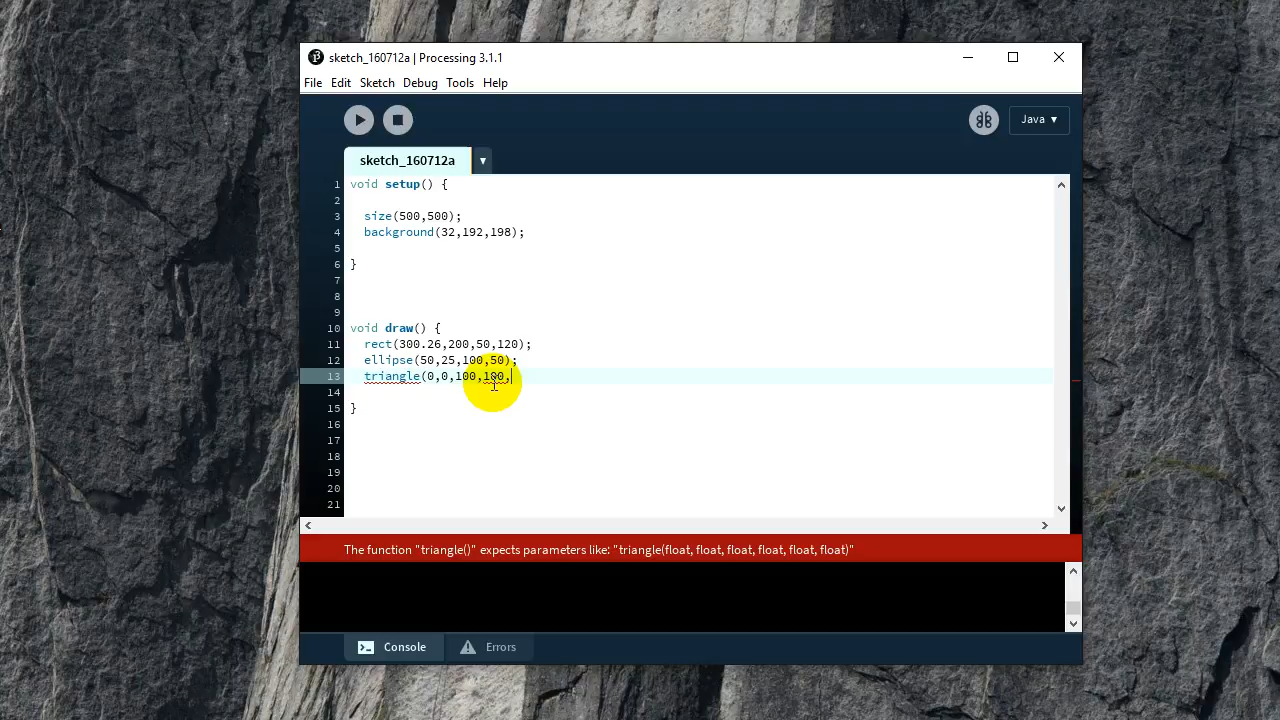 sketch_160712a | Processing 3.1.1
File Edit Sketch Debug Tools Help
Java ▼
sketch_160712a ▼
1 void setup() {
2
3 size(500,500);
4 background(32,192,198);
5
6 }
7
8
9
10 void draw() {
11 rect(300.26,200,50,120);
12 ellipse(50,25,100,50);
13 triangle(0,0,100,100,
14
15 }
16
17
18
19
20
21
The function "triangle()" expects parameters like: "triangle(float, float, float, float, float, float)"
Console Errors